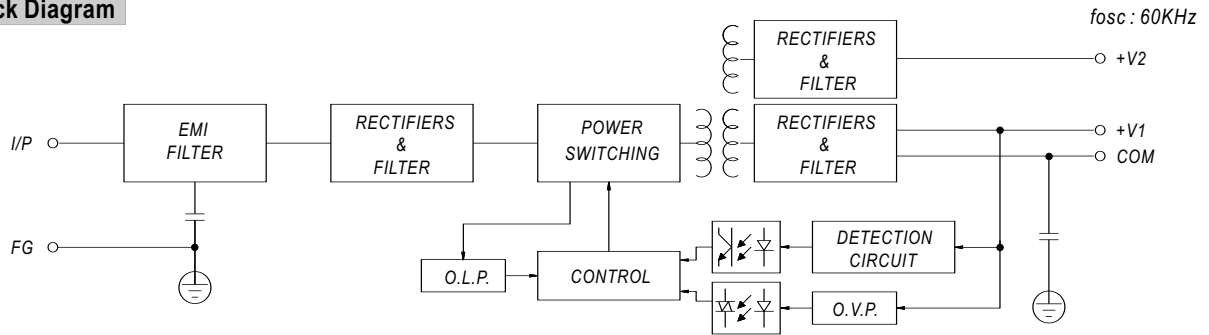 ck Diagram
fosc : 60KHz
RECTIFIERS
&
FILTER
+V2
I/P
EMI
FILTER
RECTIFIERS
&
FILTER
POWER
SWITCHING
RECTIFIERS
&
FILTER
+V1
COM
FG
O.L.P.
CONTROL
DETECTION
CIRCUIT
O.V.P.